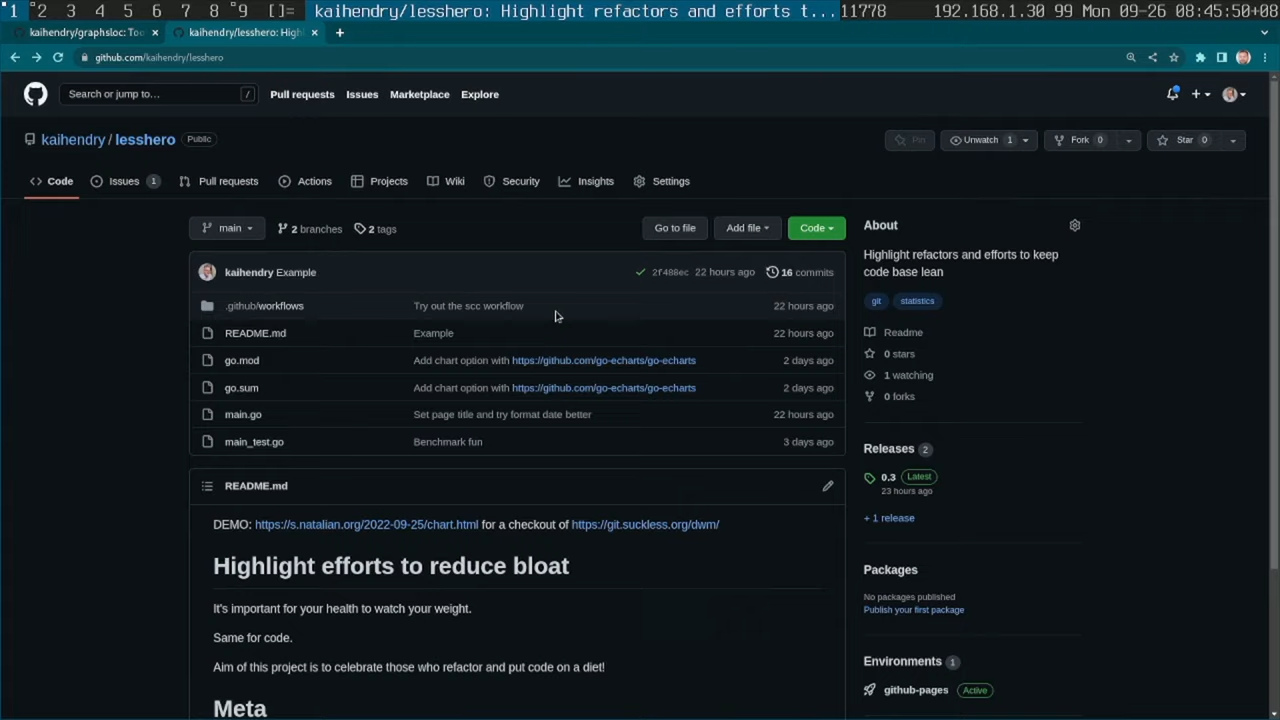 1 2 3 4 5 6 7 8 9 []= kaihendry/lesshero: Highlight refactors and efforts t... 11778 192.168.1.30 99 Mon 09-26 08:45:50+08
kaihendry/graphsloc: Too kaihendry/lesshero: Highl
github.com/kaihendry/lesshero
Search or jump to... / Pull requests Issues Marketplace Explore
kaihendry / lesshero Public Pin Unwatch 1 Fork 0 Star 0
Code Issues 1 Pull requests Actions Projects Wiki Security Insights Settings
main 2 branches 2 tags Go to file Add file Code
kaihendry Example 2f488ec 22 hours ago 16 commits
.github/workflows Try out the scc workflow 22 hours ago
README.md Example 22 hours ago
go.mod Add chart option with https://github.com/go-echarts/go-echarts 2 days ago
go.sum Add chart option with https://github.com/go-echarts/go-echarts 2 days ago
main.go Set page title and try format date better 22 hours ago
main_test.go Benchmark fun 3 days ago
README.md
DEMO: https://s.natalian.org/2022-09-25/chart.html for a checkout of https://git.suckless.org/dwm/
Highlight efforts to reduce bloat
It's important for your health to watch your weight.
Same for code.
Aim of this project is to celebrate those who refactor and put code on a diet!
Meta
About
Highlight refactors and efforts to keep
code base lean
git statistics
Readme
0 stars
1 watching
0 forks
Releases 2
0.3 Latest
23 hours ago
+ 1 release
Packages
No packages published
Publish your first package
Environments 1
github-pages Active